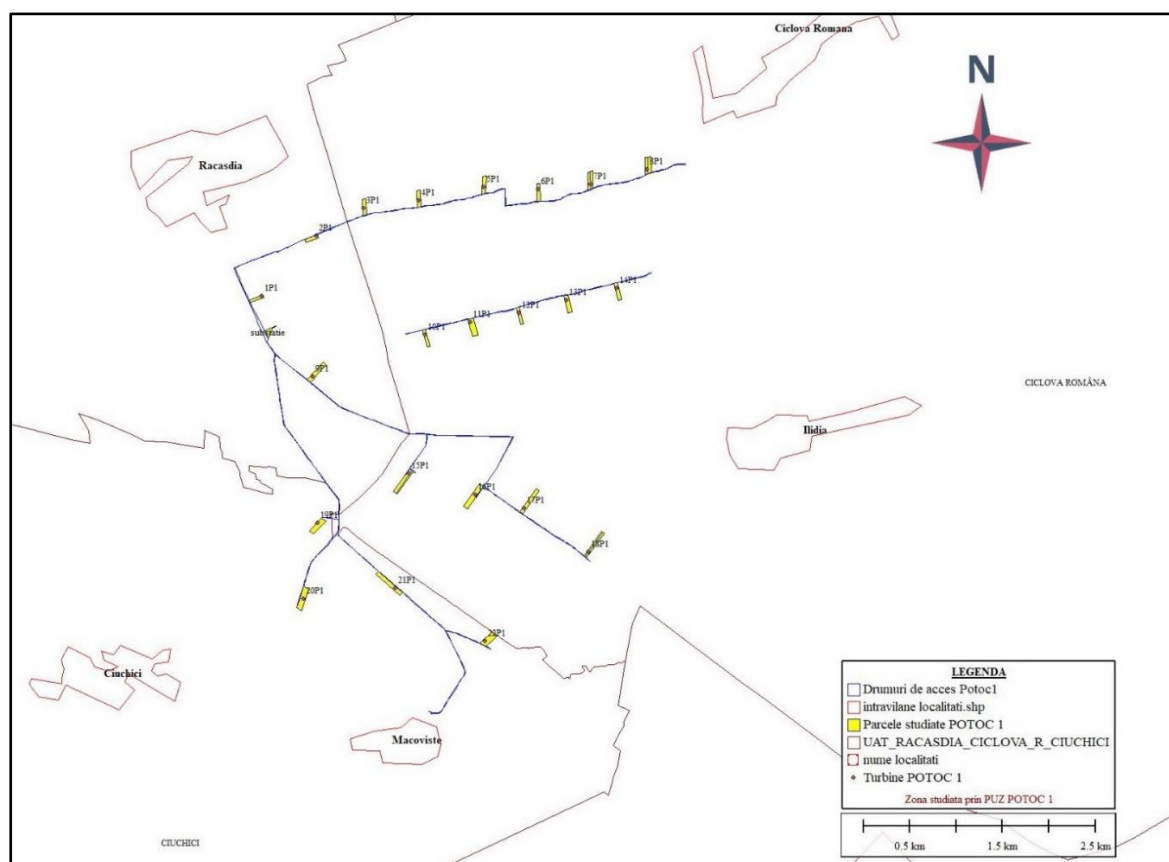 Ciclova Romana
N
Racasdia
8P1
7P1
5P1
6P1
4P1
3P1
2P1
14P1
1P1
13P1
12P1
11P1
substatie
10P1
9P1
CICLOVA ROMÂNA
Ilidia
15P1
16P1
17P1
19P1
18P1
21P1
20P1
22P1
Ciuchici
Macoviste
CIUCHICI
LEGENDA
Drumuri de acces Potoc1
intravilane localitati.shp
Parcele studiate POTOC 1
UAT_RACASDIA_CICLOVA_R_CIUCHICI
nume localitati
Turbine POTOC 1
Zona studiata prin PUZ POTOC 1
0.5 km 1.5 km 2.5 km